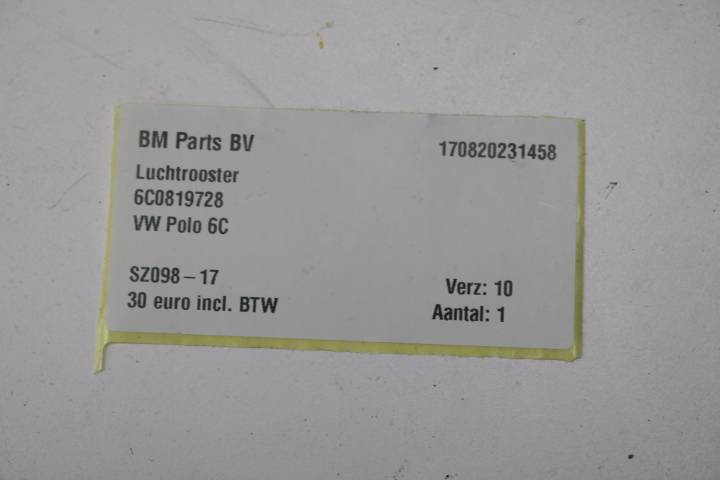 BM Parts BV 170820231458
Luchtrooster
6C0819728
VW Polo 6C
SZ098-17 Verz: 10
30 euro incl. BTW Aantal: 1